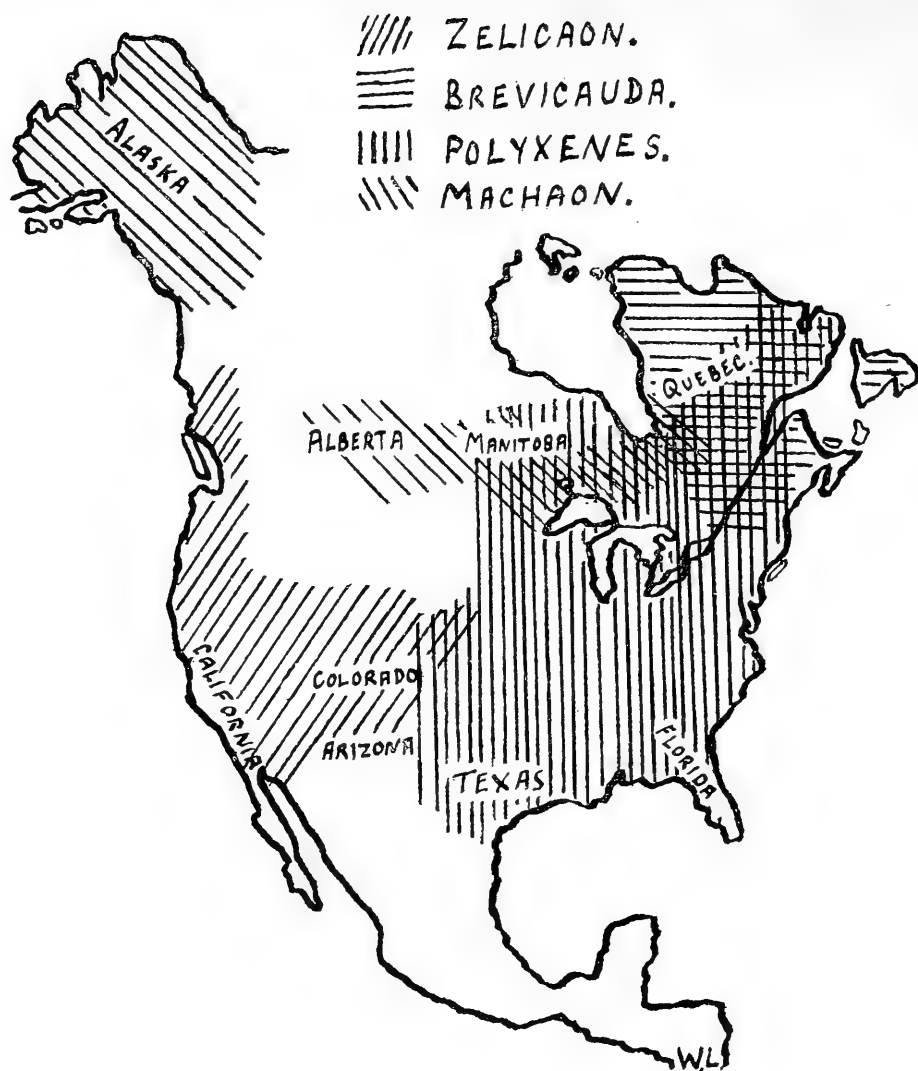 ZELICAON.
BREVICAUDA.
POLYXENES.
MACHAON.
ALASKA
QUEBEC.
ALBERTA
MANITOBA
CALIFORNIA
COLORADO
ARIZONA
TEXAS
FLORIDA
W.L.